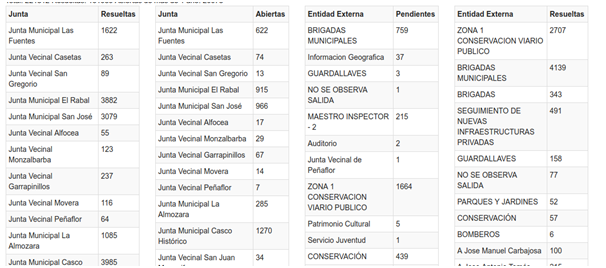 Junta Resueltas
Junta Municipal Las 1622
Fuentes
Junta Vecinal Casetas 263
Junta Vecinal San 89
Gregorio
Junta Municipal El Rabal 3882
Junta Municipal San José 3079
Junta Vecinal Alfocea 55
Junta Vecinal 123
Monzalbarba
Junta Vecinal 237
Garrapinillos
Junta Vecinal Movera 116
Junta Vecinal Peñaflor 64
Junta Municipal La 1085
Almozara
Junta Municipal Casco 3985
Junta Abiertas
Junta Municipal Las 622
Fuentes
Junta Vecinal Casetas 74
Junta Vecinal San Gregorio 13
Junta Municipal El Rabal 915
Junta Municipal San José 966
Junta Vecinal Alfocea 17
Junta Vecinal Monzalbarba 29
Junta Vecinal Garrapinillos 67
Junta Vecinal Movera 14
Junta Vecinal Peñaflor 7
Junta Municipal La 285
Almozara
Junta Municipal Casco 1270
Histórico
Junta Vecinal San Juan 34
Entidad Externa Pendientes
BRIGADAS 759
MUNICIPALES
Informacion Geografica 37
GUARDALLAVES 3
NO SE OBSERVA 1
SALIDA
MAESTRO INSPECTOR 215
- 2
Auditorio 2
Junta Vecinal de 1
Peñaflor
ZONA 1 1664
CONSERVACION
VIARIO PUBLICO
Patrimonio Cultural 5
Servicio Juventud 1
CONSERVACIÓN 439
Entidad Externa Resueltas
ZONA 1 2707
CONSERVACION VIARIO
PUBLICO
BRIGADAS 4139
MUNICIPALES
BRIGADAS 343
SEGUIMIENTO DE 491
NUEVAS
INFRAESTRUCTURAS
PRIVADAS
GUARDALLAVES 158
NO SE OBSERVA 77
SALIDA
PARQUES Y JARDINES 52
CONSERVACIÓN 57
BOMBEROS 6
A Jose Manuel Carbajosa 100